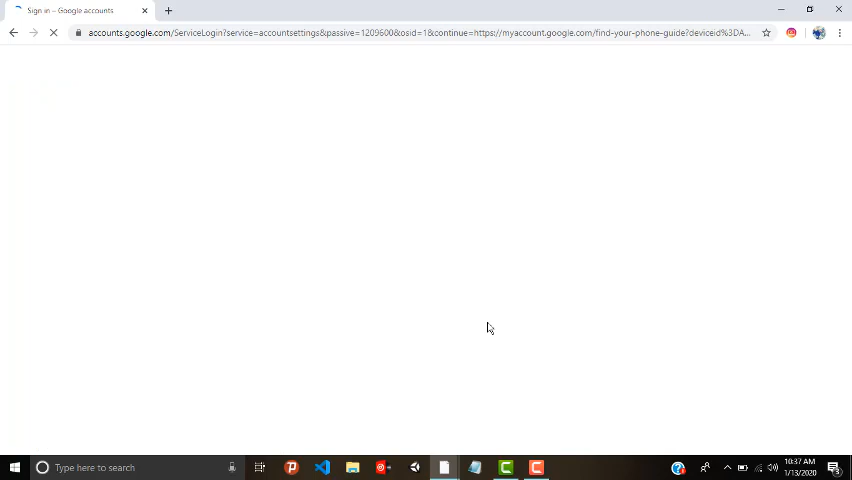 Sign in – Google accounts
accounts.google.com/ServiceLogin?service=accountsettings&passive=1209600&osid=1&continue=https://myaccount.google.com/find-your-phone-guide?deviceid%3DA...
Type here to search
10:37 AM
1/13/2020
3